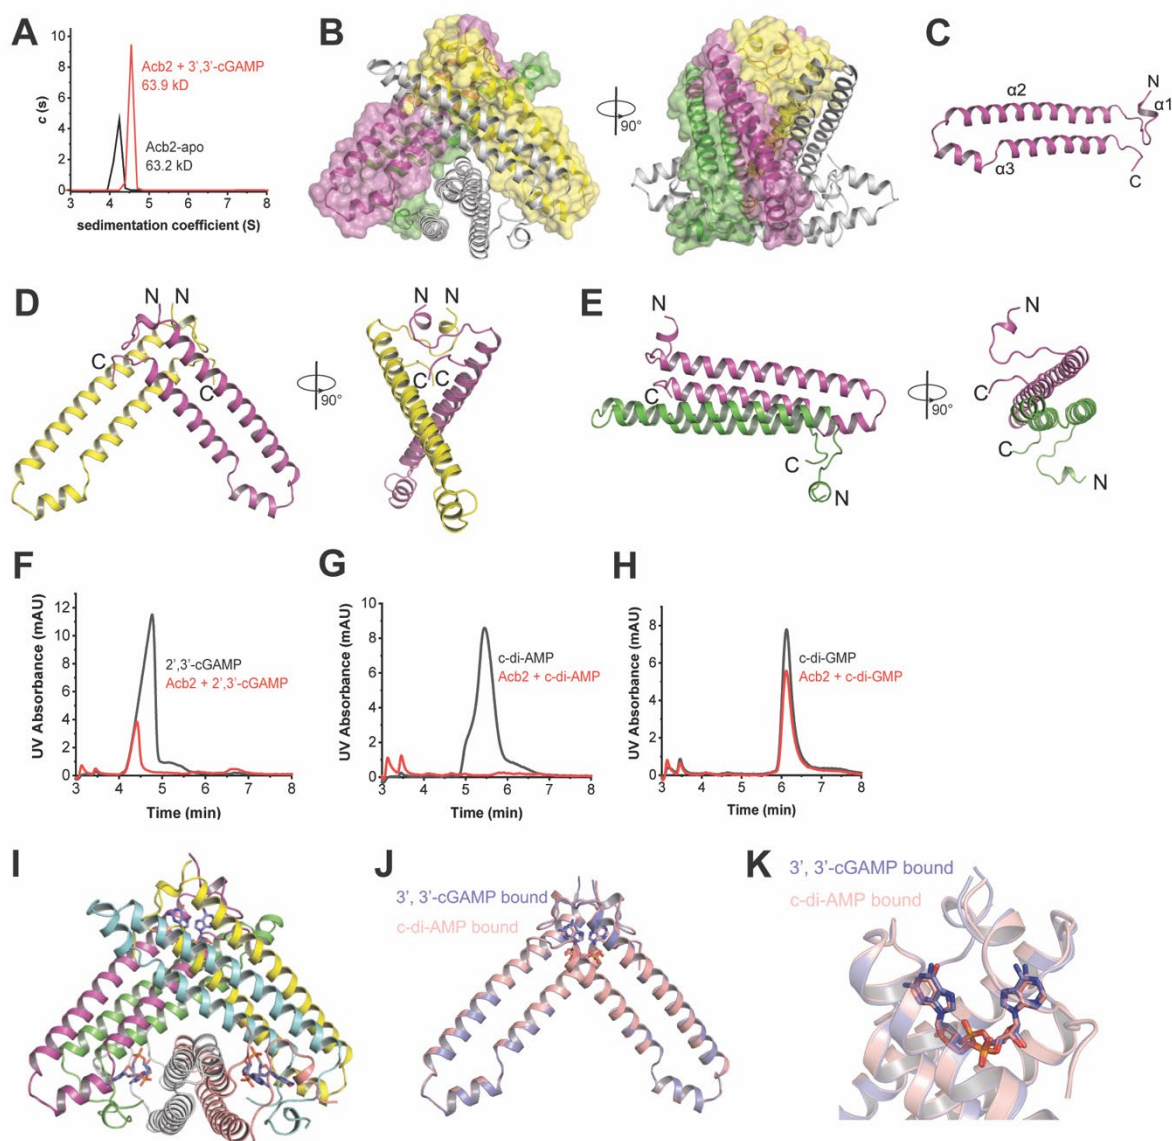 A
10
8
6
4
2
0
c (s)
3 4 5 6 7 8
sedimentation coefficient (S)
Acb2 + 3',3'-cGAMP
63.9 kD
Acb2-apo
63.2 kD
B
90°
C
N
α1
α2
α3
C
D
N N
C
C
90°
N N
C C
E
N
C
C
N
90°
N
C
C
N
F
UV Absorbance (mAU)
12
10
8
6
4
2
0
3 4 5 6 7 8
Time (min)
2',3'-cGAMP
Acb2 + 2',3'-cGAMP
G
UV Absorbance (mAU)
10
8
6
4
2
0
3 4 5 6 7 8
Time (min)
c-di-AMP
Acb2 + c-di-AMP
H
UV Absorbance (mAU)
8
6
4
2
0
3 4 5 6 7 8
Time (min)
c-di-GMP
Acb2 + c-di-GMP
I
J
3', 3'-cGAMP bound
c-di-AMP bound
K
3', 3'-cGAMP bound
c-di-AMP bound